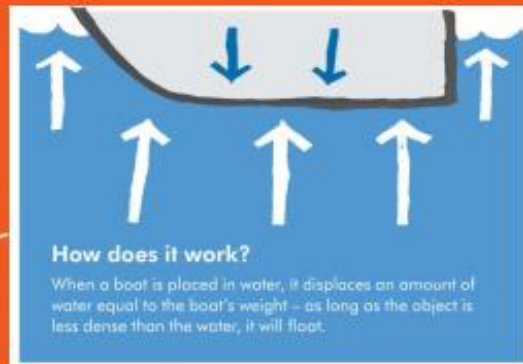 How does it work?
When a boat is placed in water, it displaces an amount of
water equal to the boat's weight – as long as the object is
less dense than the water, it will float.